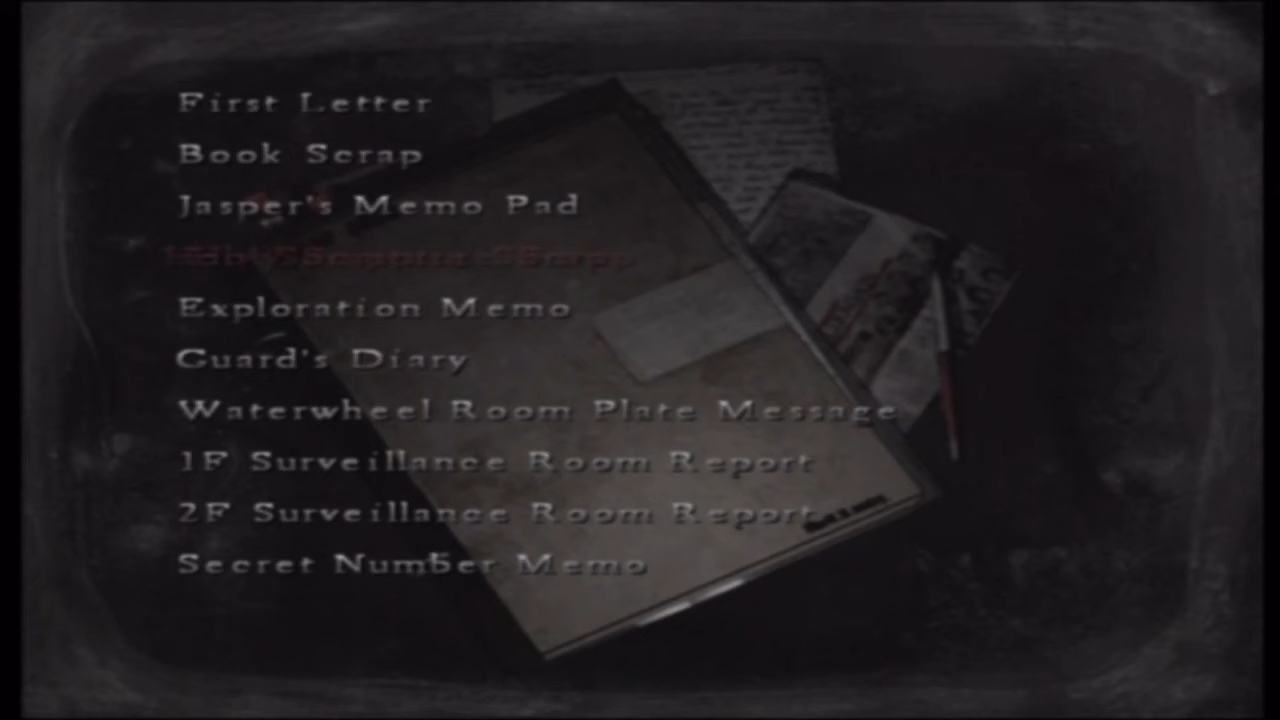 First Letter
Book Scrap
Jasper's Memo Pad
Exploration Memo
Guard's Diary
Waterwheel Room Plate Message
1F Surveillance Room Report
2F Surveillance Room Report
Secret Number Memo